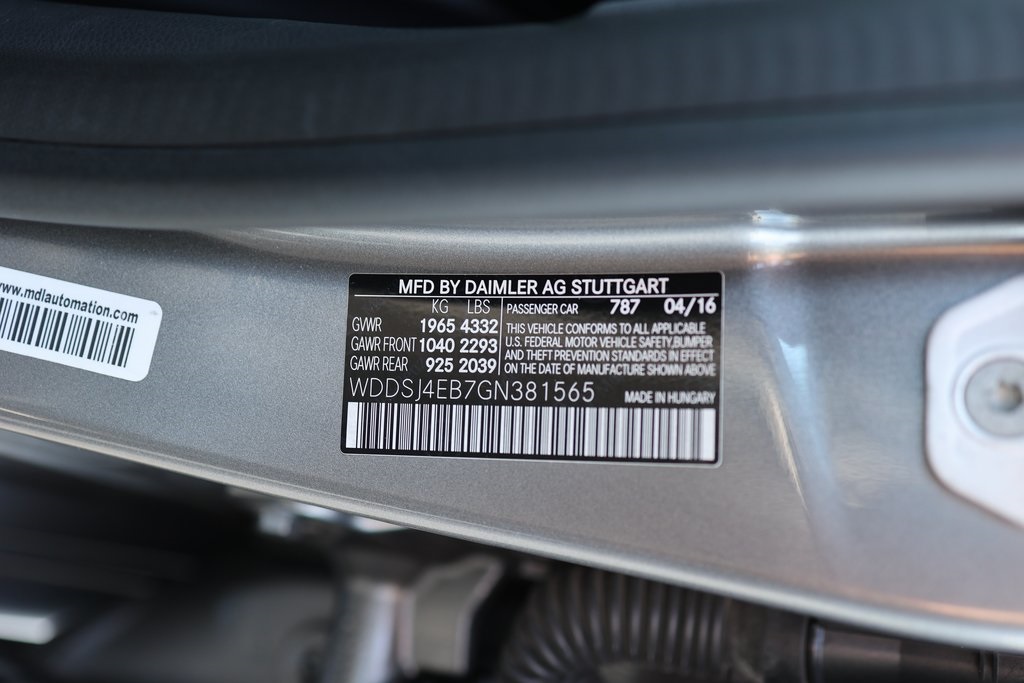 www.mdlautomation.com
MFD BY DAIMLER AG STUTTGART
KG LBS PASSENGER CAR 787 04/16
GVWR 1965 4332
GAWR FRONT 1040 2293
GAWR REAR 925 2039
THIS VEHICLE CONFORMS TO ALL APPLICABLE
U.S. FEDERAL MOTOR VEHICLE SAFETY,BUMPER
AND THEFT PREVENTION STANDARDS IN EFFECT
ON THE DATE OF MANUFACTURE SHOWN ABOVE
WDDSJ4EB7GN381565 MADE IN HUNGARY